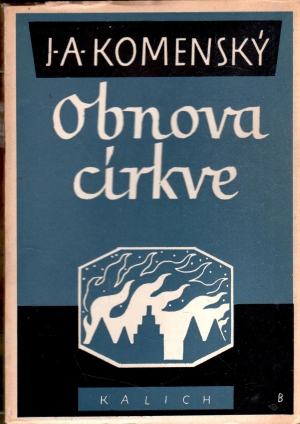 J·A·KOMENSKÝ
Obnova
církve
KALICH
B